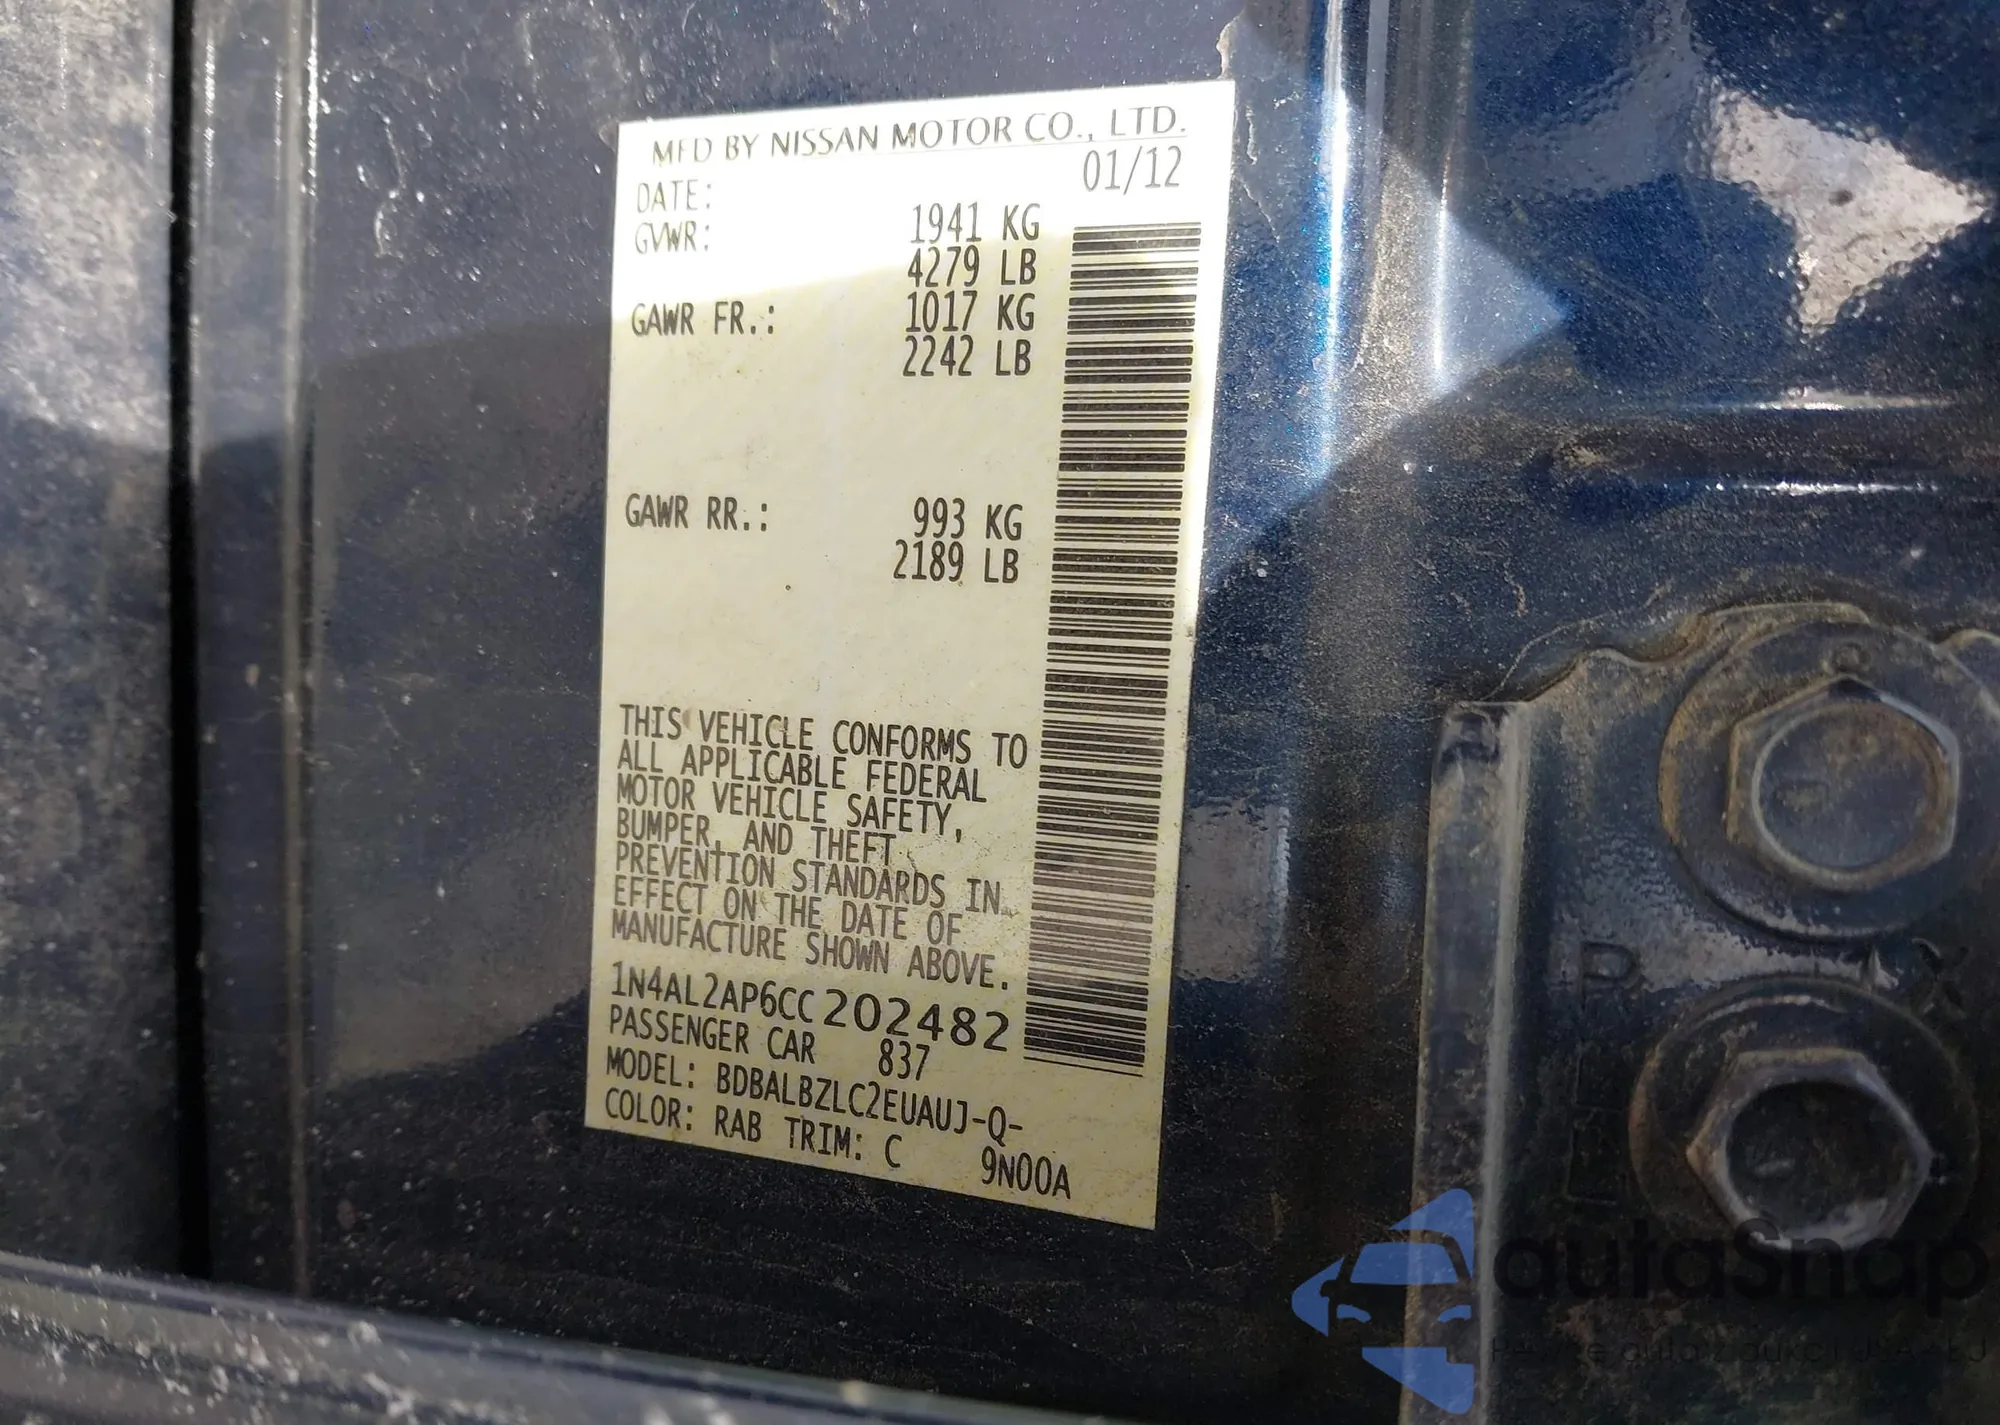 MFD BY NISSAN MOTOR CO., LTD.
DATE: 01/12
GVWR: 1941 KG
4279 LB
GAWR FR.: 1017 KG
2242 LB
GAWR RR.: 993 KG
2189 LB
THIS VEHICLE CONFORMS TO
ALL APPLICABLE FEDERAL
MOTOR VEHICLE SAFETY,
BUMPER, AND THEFT
PREVENTION STANDARDS IN
EFFECT ON THE DATE OF
MANUFACTURE SHOWN ABOVE.
1N4AL2AP6CC202482
PASSENGER CAR 837
MODEL: BDBALBZLC2EUAUJ-Q-
COLOR: RAB TRIM: C 9N00A
autaSnap